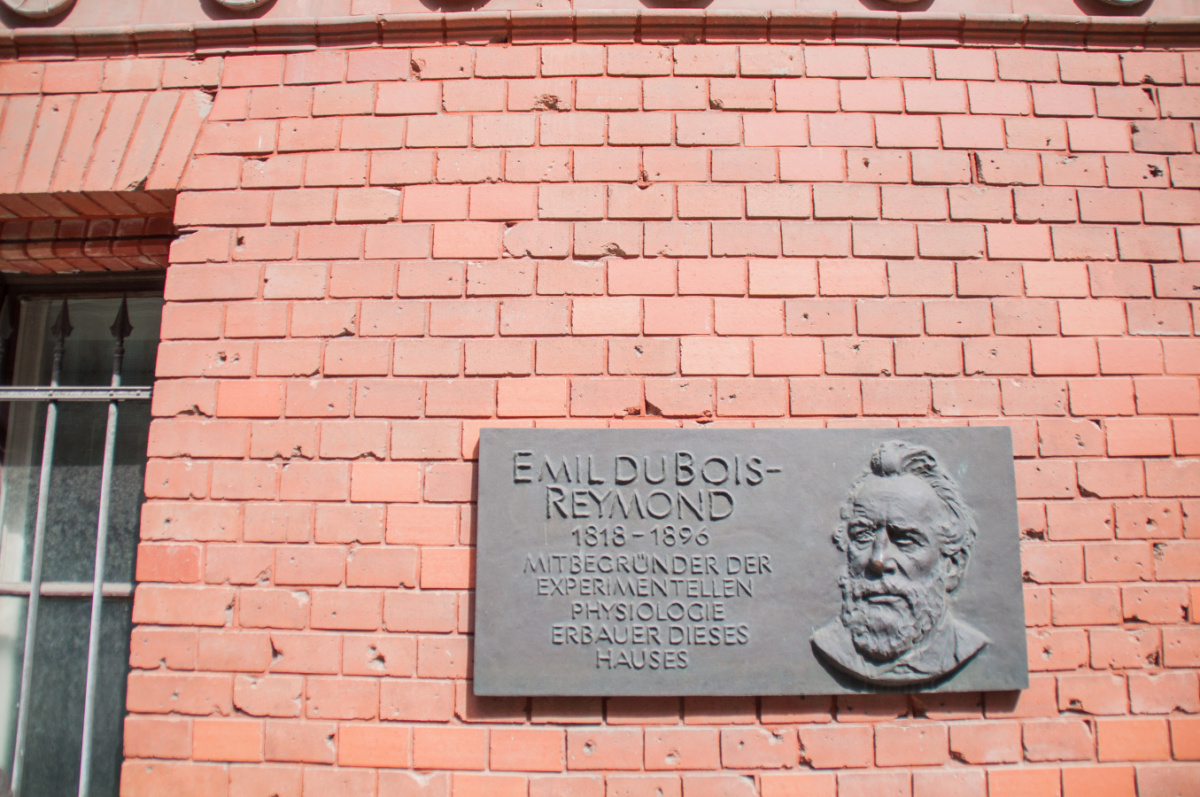 EMIL DU BOIS-
REYMOND
1818-1896
MITBEGRÜNDER DER
EXPERIMENTELLEN
PHYSIOLOGIE
ERBAUER DIESES
HAUSES